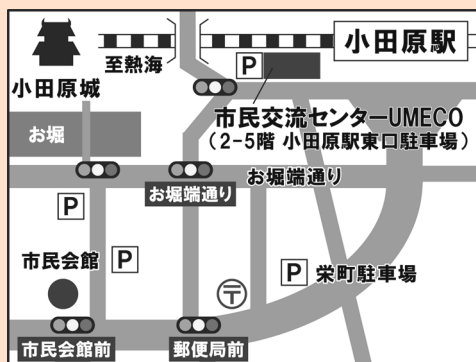 小田原駅
至熱海
P
小田原城
市民交流センターUMECO
(2-5階 小田原駅東口駐車場)
お堀
お堀端通り
お堀端通り
P
市民会館
P
P 栄町駐車場
〒
市民会館前
郵便局前